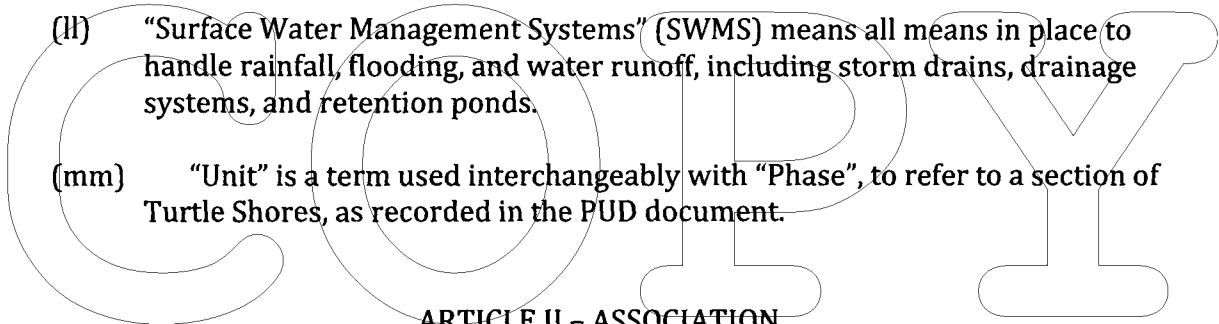 (ll) “Surface Water Management Systems” (SWMS) means all means in place to
handle rainfall, flooding, and water runoff, including storm drains, drainage
systems, and retention ponds.
(mm) “Unit” is a term used interchangeably with “Phase”, to refer to a section of
Turtle Shores, as recorded in the PUD document.
ARTICLE II – ASSOCIATION
COPY